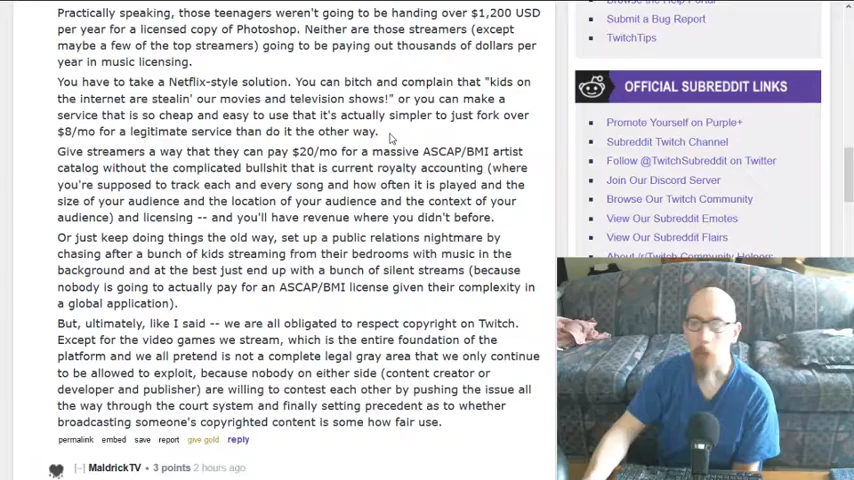 Practically speaking, those teenagers weren't going to be handing over $1,200 USD
per year for a licensed copy of Photoshop. Neither are those streamers (except
maybe a few of the top streamers) going to be paying out thousands of dollars per
year in music licensing.
You have to take a Netflix-style solution. You can bitch and complain that "kids on
the internet are stealin' our movies and television shows!" or you can make a
service that is so cheap and easy to use that it's actually simpler to just fork over
$8/mo for a legitimate service than do it the other way.
Give streamers a way that they can pay $20/mo for a massive ASCAP/BMI artist
catalog without the complicated bullshit that is current royalty accounting (where
you're supposed to track each and every song and how often it is played and the
size of your audience and the location of your audience and the context of your
audience) and licensing -- and you'll have revenue where you didn't before.
Or just keep doing things the old way, set up a public relations nightmare by
chasing after a bunch of kids streaming from their bedrooms with music in the
background and at the best just end up with a bunch of silent streams (because
nobody is going to actually pay for an ASCAP/BMI license given their complexity in
a global application).
But, ultimately, like I said -- we are all obligated to respect copyright on Twitch.
Except for the video games we stream, which is the entire foundation of the
platform and we all pretend is not a complete legal gray area that we only continue
to be allowed to exploit, because nobody on either side (content creator or
developer and publisher) are willing to contest each other by pushing the issue all
the way through the court system and finally setting precedent as to whether
broadcasting someone's copyrighted content is some how fair use.
permalink embed save report give gold reply
[-] MaldrickTV • 3 points 2 hours ago
Browse the Help Portal
Submit a Bug Report
TwitchTips
OFFICIAL SUBREDDIT LINKS
Promote Yourself on Purple+
Subreddit Twitch Channel
Follow @TwitchSubreddit on Twitter
Join Our Discord Server
Browse Our Twitch Community
View Our Subreddit Emotes
View Our Subreddit Flairs
About /r/Twitch Community Helpers